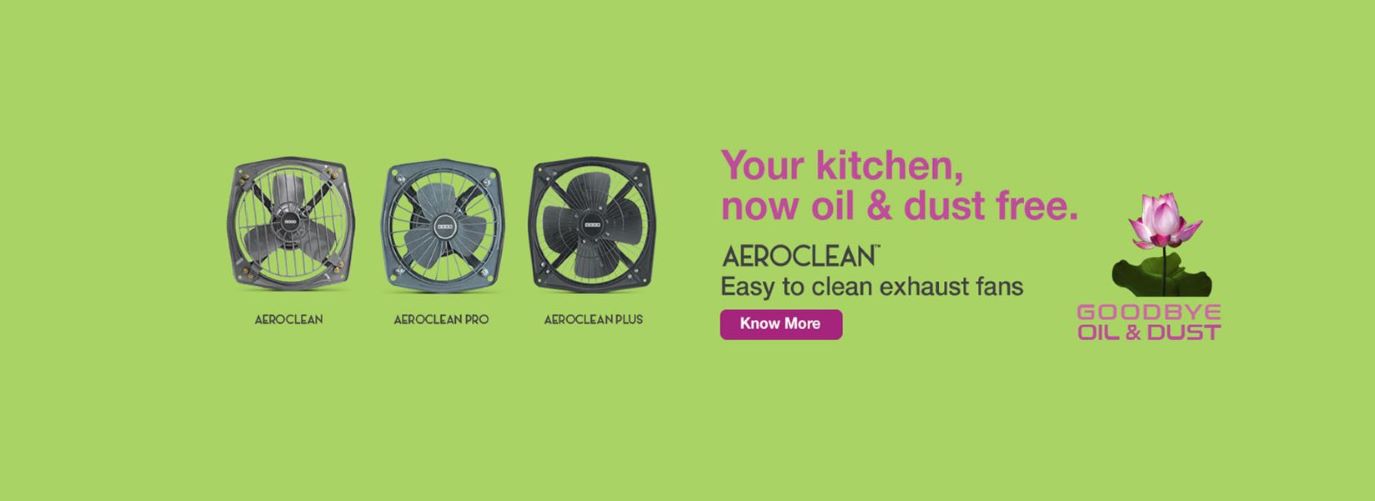 Your kitchen,
now oil & dust free.
AEROCLEAN™
Easy to clean exhaust fans
Know More
AEROCLEAN
AEROCLEAN PRO
AEROCLEAN PLUS
GOODBYE
OIL & DUST